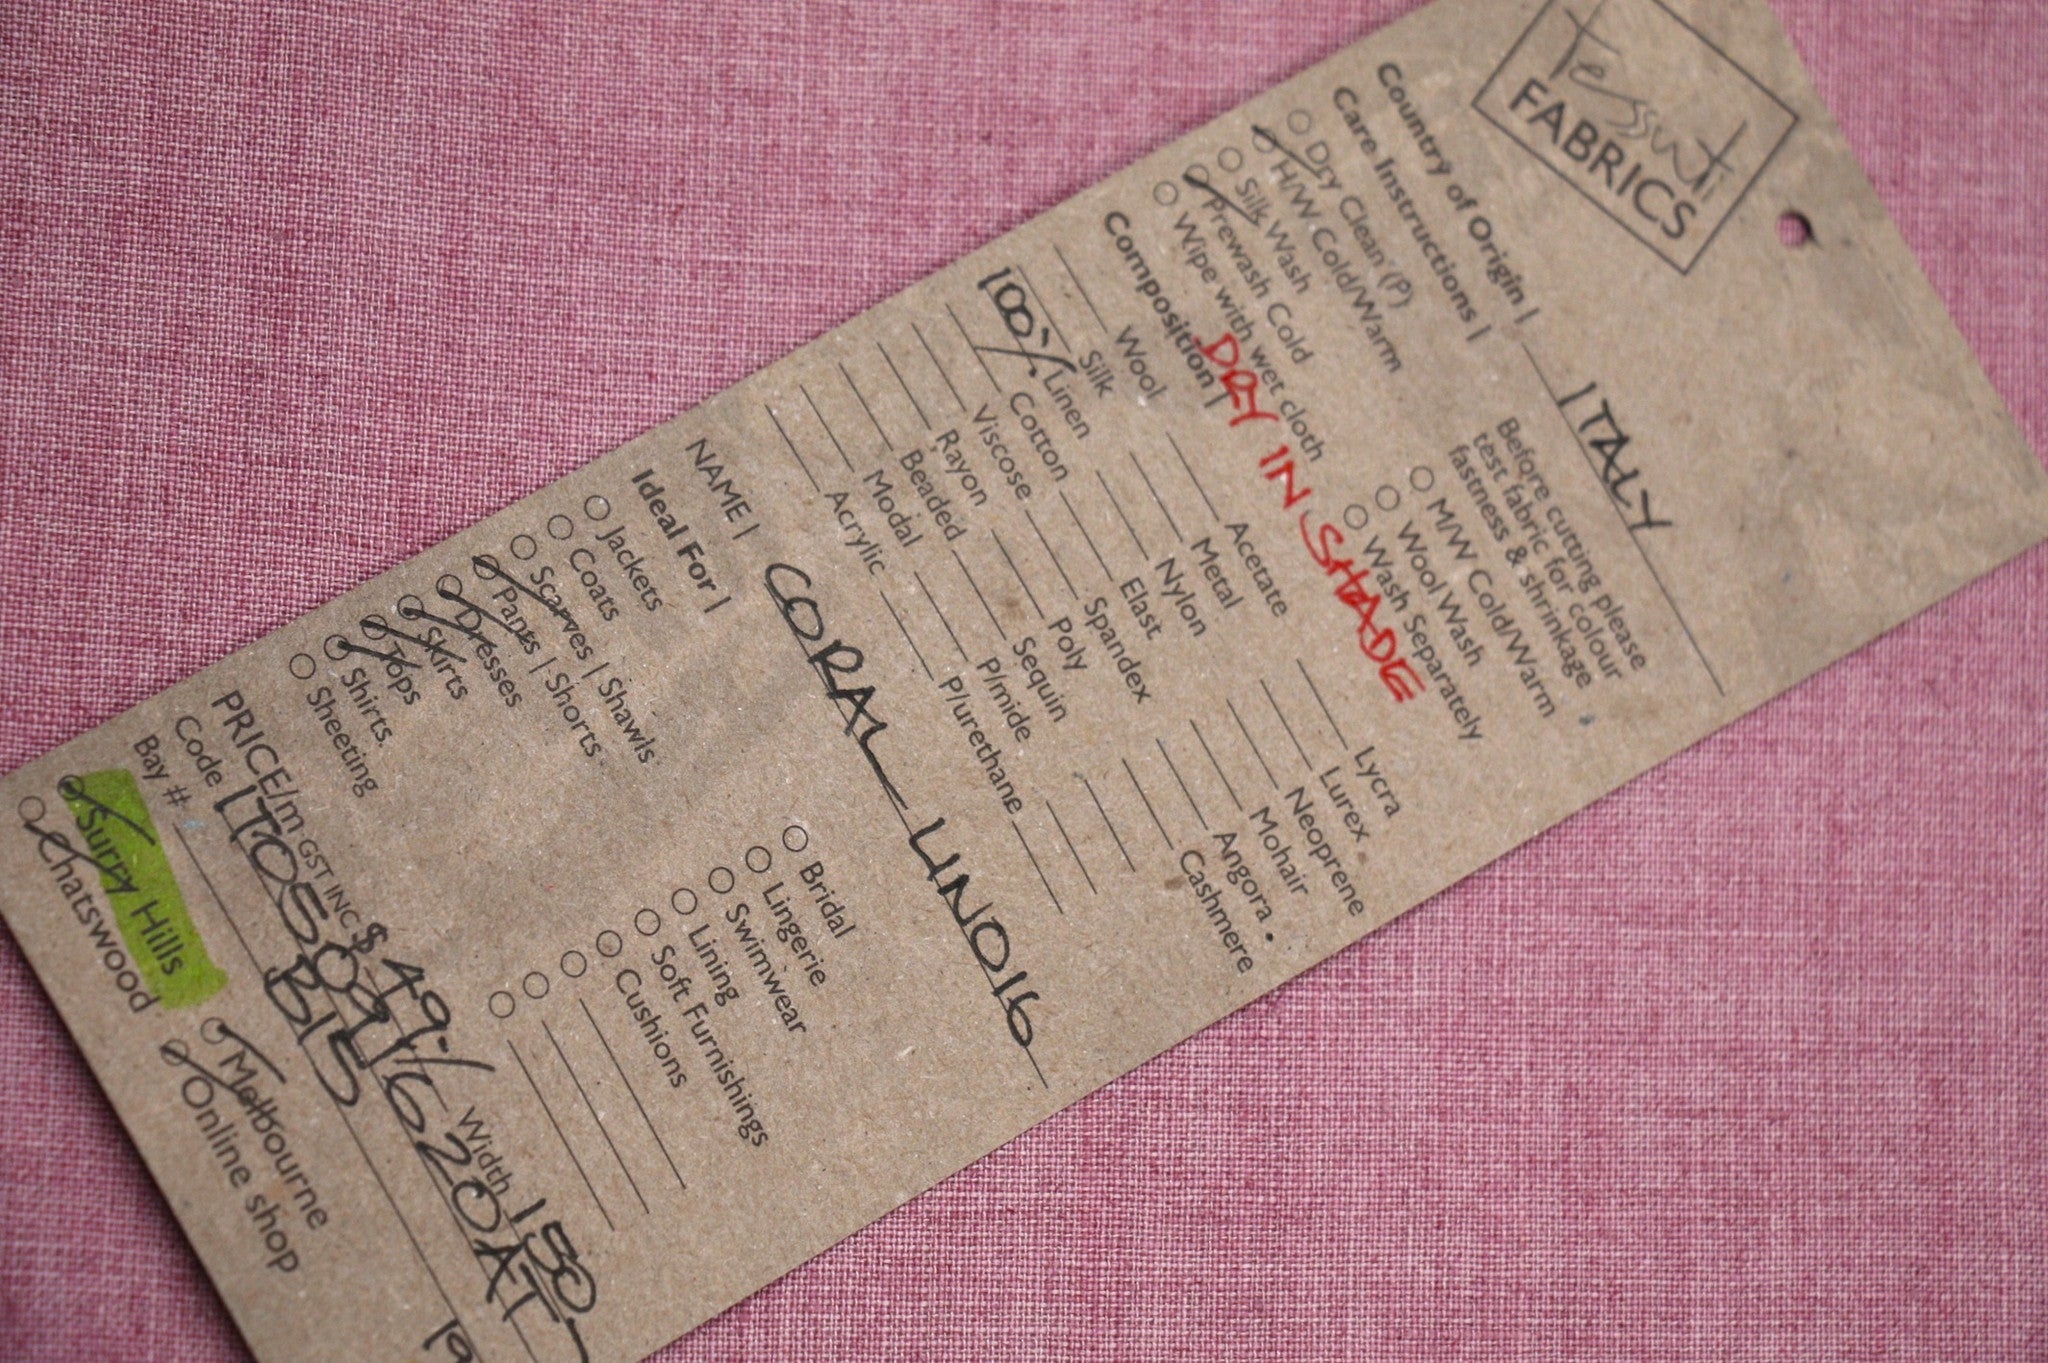 Tessuti
FABRICS
Country of Origin | ITALY
Care Instructions |
Before cutting please
test fabric for colour
fastness & shrinkage
Dry Clean (P)
H/W Cold/Warm
M/W Cold/Warm
Silk Wash
Wool Wash
Prewash Cold
Wash Separately
Wipe with wet cloth
DRY IN SHADE
Composition |
Wool Acetate Lycra
Silk Metal Lurex
100% Linen Nylon Neoprene
Cotton Elast Mohair
Viscose Spandex Angora
Rayon Poly Cashmere
Beaded Sequin
Modal P/mide
Acrylic P/urethane
NAME | CORAL LINO16
Ideal For |
Jackets Bridal
Coats Lingerie
Scarves | Shawls Swimwear
Pants | Shorts Lining
Dresses Soft Furnishings
Skirts Cushions
Tops
Shirts
Sheeting
PRICE/m GST INC $49.- Width 150
Code
Bay # B15
Surry Hills Melbourne
Chatswood Online shop